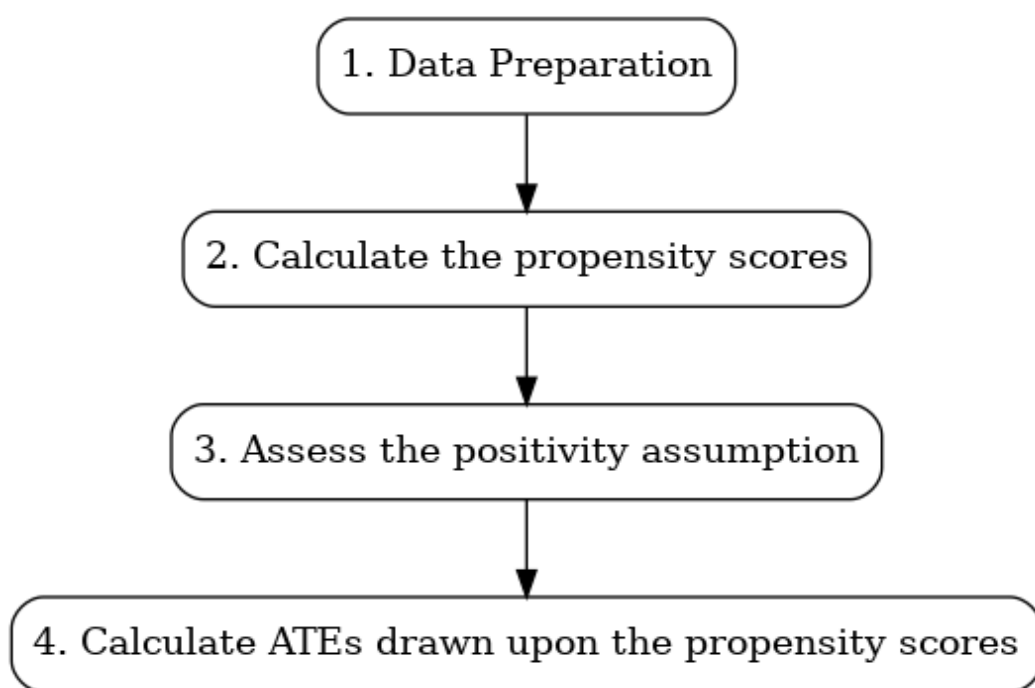 1. Data Preparation
2. Calculate the propensity scores
3. Assess the positivity assumption
4. Calculate ATEs drawn upon the propensity scores